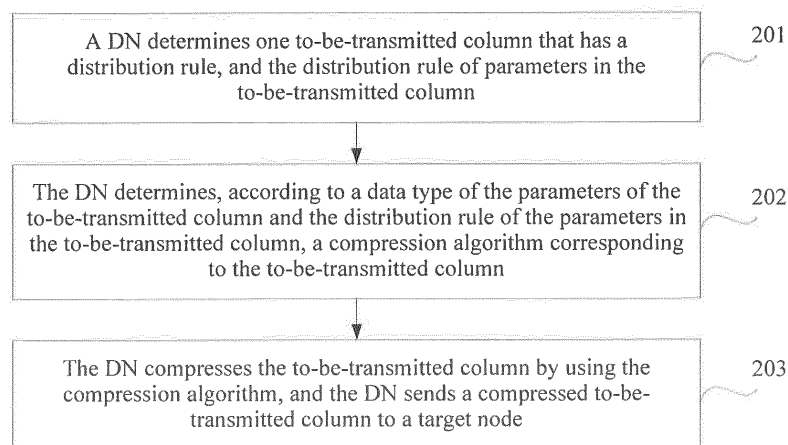 A DN determines one to-be-transmitted column that has a
distribution rule, and the distribution rule of parameters in the
to-be-transmitted column
201
The DN determines, according to a data type of the parameters of the
to-be-transmitted column and the distribution rule of the parameters in
the to-be-transmitted column, a compression algorithm corresponding
to the to-be-transmitted column
202
The DN compresses the to-be-transmitted column by using the
compression algorithm, and the DN sends a compressed to-be-
transmitted column to a target node
203